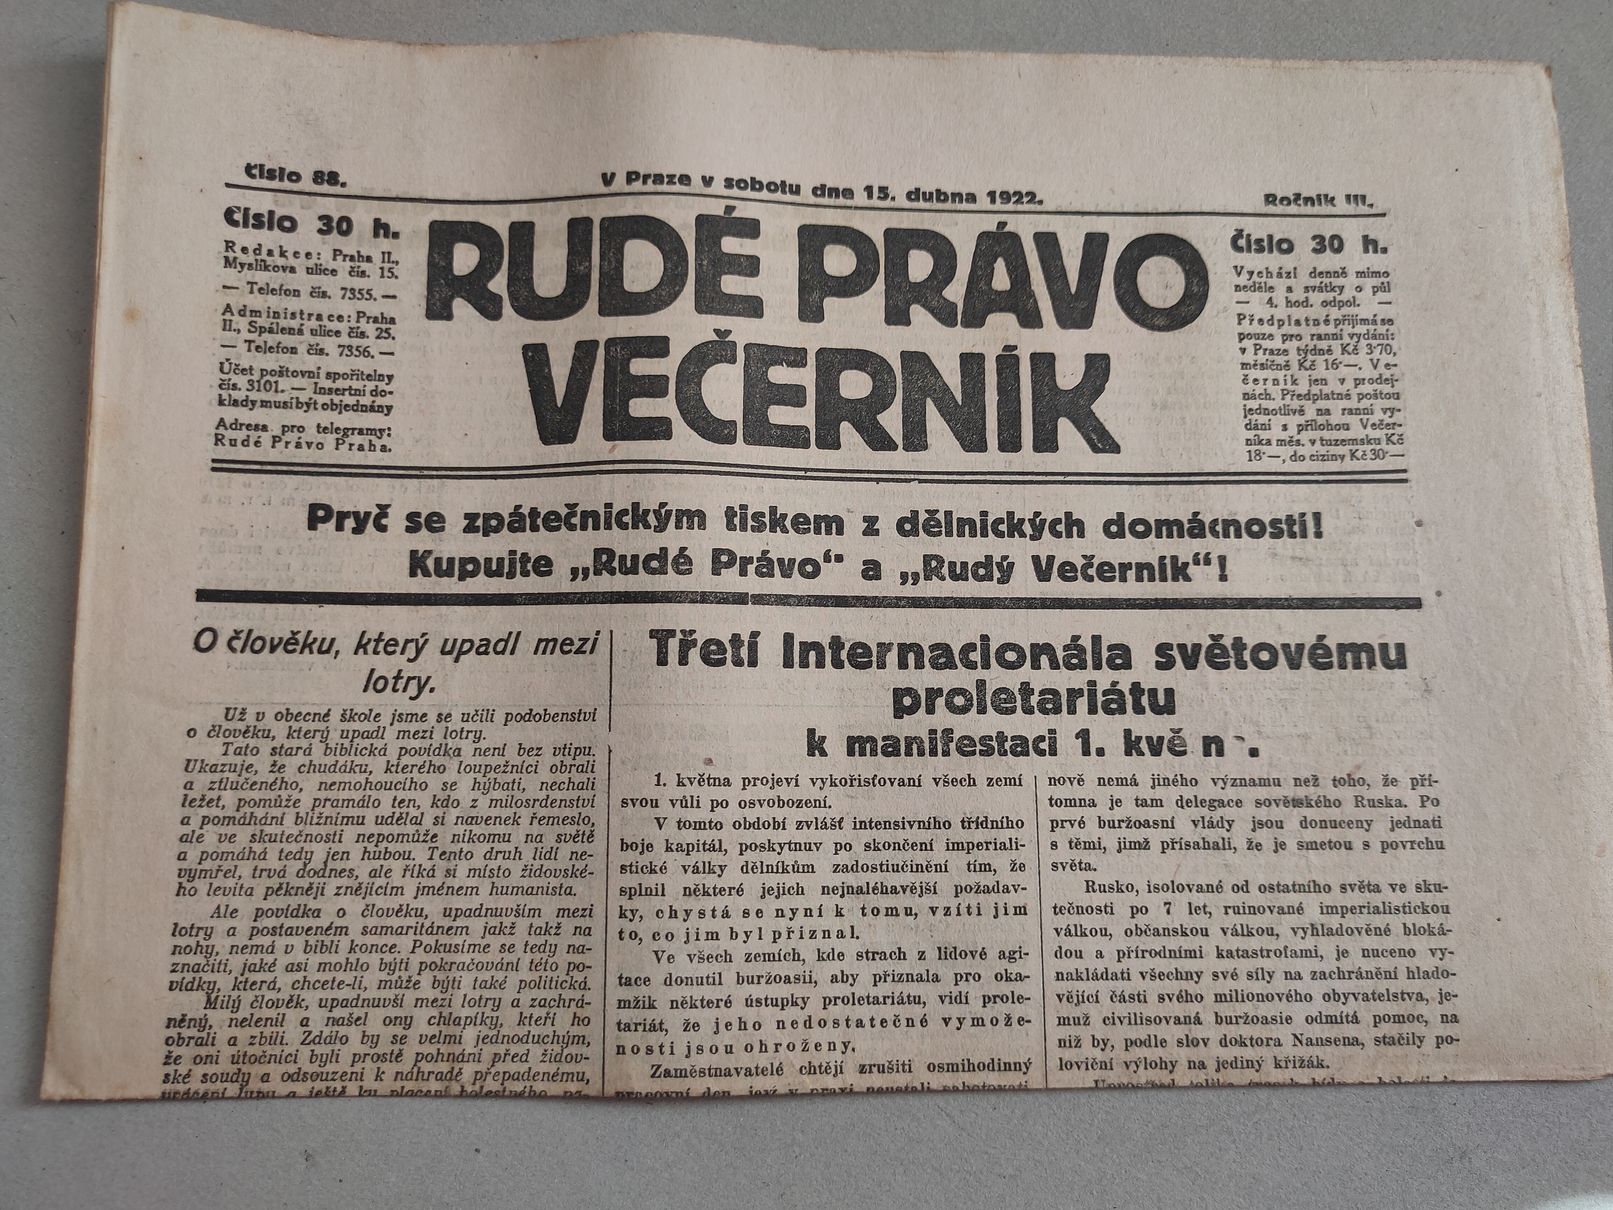 Číslo 88.
V Praze v sobotu dne 15. dubna 1922.
Ročník III.
Číslo 30 h.
Redakce: Praha II.,
Myslíkova ulice čís. 15.
— Telefon čís. 7355. —
Administrace: Praha
II., Spálená ulice čís. 25.
— Telefon čís. 7356. —
Účet poštovní spořitelny
čís. 3101. — Insertní do-
klady musí být objednány
Adresa pro telegramy:
Rudé Právo Praha.
RUDÉ PRÁVO
VEČERNÍK
Číslo 30 h.
Vychází denně mimo
neděle a svátky o půl
— 4. hod. odpol. —
Předplatné přijímá se
pouze pro ranní vydání:
v Praze týdně Kč 3·70,
měsíčně Kč 16·—. Ve-
černík jen v prodej-
nách. Předplatné poštou
jednotlivě na ranní vy-
dání s přílohou Večer-
níka měs. v tuzemsku Kč
18·—, do ciziny Kč 30·—
Pryč se zpátečnickým tiskem z dělnických domácností!
Kupujte „Rudé Právo“ a „Rudý Večerník“!
O člověku, který upadl mezi
lotry.
Už v obecné škole jsme se učili podobenství
o člověku, který upadl mezi lotry.
Tato stará biblická povídka není bez vtipu.
Ukazuje, že chudáku, kterého loupežníci obrali
a ztlučeného, nemohoucího se hýbati, nechali
ležet, pomůže pramálo ten, kdo z milosrdenství
a pomáhání bližnímu udělal si navenek řemeslo,
ale ve skutečnosti nepomůže nikomu na světě
a pomáhá tedy jen hubou. Tento druh lidí ne-
vymřel, trvá dodnes, ale říká si místo židovské-
ho levita pěkněji znějícím jménem humanista.
Ale povídka o člověku, upadnuvším mezi
lotry a postaveném samaritánem jakž takž na
nohy, nemá v bibli konce. Pokusíme se tedy na-
značiti, jaké asi mohlo býti pokračování této po-
vídky, která, chcete-li, může býti také politická.
Milý člověk, upadnuvší mezi lotry a zachrá-
něný, nelenil a našel ony chlapíky, kteří ho
obrali a zbili. Zdálo by se velmi jednoduchým,
že oni útočníci byli prostě pohnáni před židov-
ské soudy a odsouzeni k náhradě přepadenému,
vrácení lupu a ještě ku placení bolestného na-
Třetí Internacionála světovému
proletariátu
k manifestaci 1. kvě n .
1. května projeví vykořisťovaní všech zemí
svou vůli po osvobození.
V tomto období zvlášť intensivního třídního
boje kapitál, poskytnuv po skončení imperiali-
stické války dělníkům zadostiučinění tím, že
splnil některé jejich nejnaléhavější požadav-
ky, chystá se nyní k tomu, vzíti jim
to, co jim byl přiznal.
Ve všech zemích, kde strach z lidové agi-
tace donutil buržoasii, aby přiznala pro oka-
mžik některé ústupky proletariátu, vidí prole-
tariát, že jeho nedostatečné vymože-
nosti jsou ohroženy.
Zaměstnavatelé chtějí zrušiti osmihodinný
pracovní den, jejž v praxi neustali sabotovati
nově nemá jiného významu než toho, že pří-
tomna je tam delegace sovětského Ruska. Po
prvé buržoasní vlády jsou donuceny jednati
s těmi, jimž přísahali, že je smetou s povrchu
světa.
Rusko, isolované od ostatního světa ve sku-
tečnosti po 7 let, ruinované imperialistickou
válkou, občanskou válkou, vyhladověné bloká-
dou a přírodními katastrofami, je nuceno vy-
nakládati všechny své síly na zachránění hlado-
vějící části svého milionového obyvatelstva, je-
muž civilisovaná buržoasie odmítá pomoc, na
niž by, podle slov doktora Nansena, stačily po-
loviční výlohy na jediný křižák.